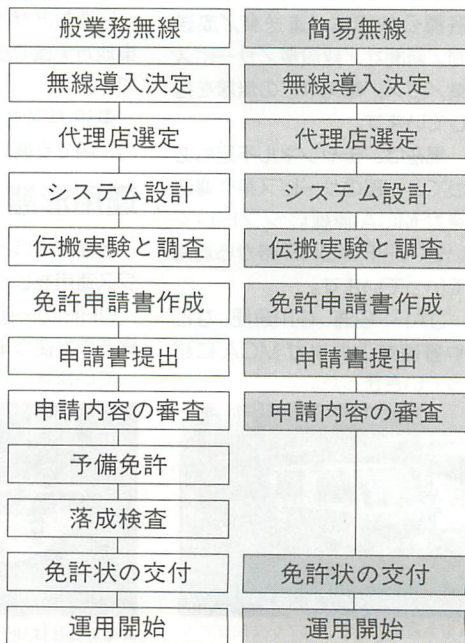 一般業務無線
無線導入決定
代理店選定
システム設計
伝搬実験と調査
免許申請書作成
申請書提出
申請内容の審査
予備免許
落成検査
免許状の交付
運用開始
簡易無線
無線導入決定
代理店選定
システム設計
伝搬実験と調査
免許申請書作成
申請書提出
申請内容の審査
免許状の交付
運用開始